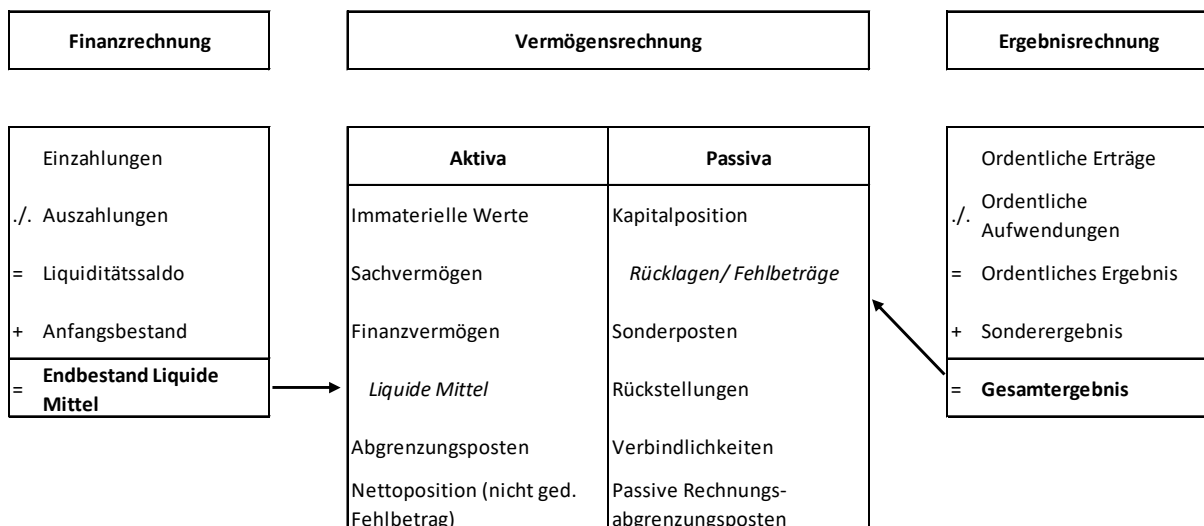 Finanzrechnung
Vermögensrechnung
Ergebnisrechnung
Einzahlungen
./. Auszahlungen
= Liquiditätssaldo
+ Anfangsbestand
= Endbestand Liquide
Mittel
Aktiva
Immaterielle Werte
Sachvermögen
Finanzvermögen
Liquide Mittel
Abgrenzungsposten
Nettoposition (nicht ged.
Fehlbetrag)
Passiva
Kapitalposition
Rücklagen/ Fehlbeträge
Sonderposten
Rückstellungen
Verbindlichkeiten
Passive Rechnungs-
abgrenzungsposten
Ordentliche Erträge
./. Ordentliche
Aufwendungen
= Ordentliches Ergebnis
+ Sonderergebnis
= Gesamtergebnis